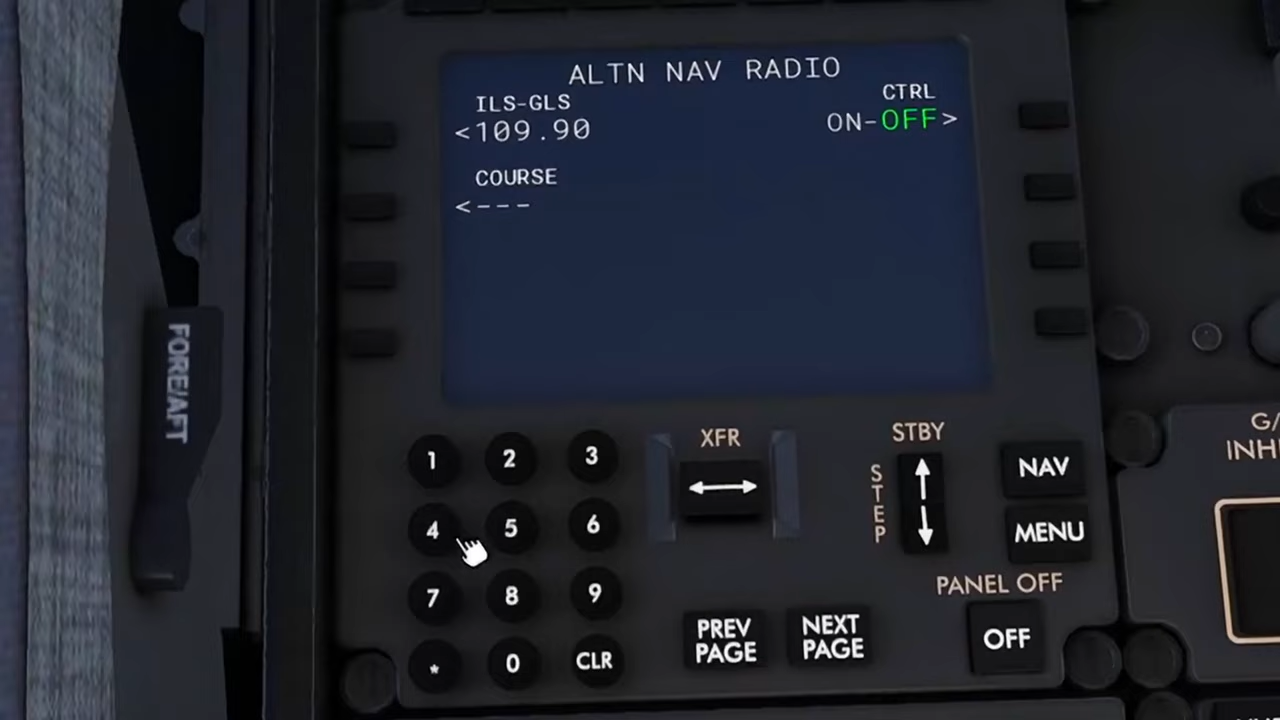 ALTN NAV RADIO
ILS-GLS
CTRL
<109.90
ON-OFF>
COURSE
<---
FORE/AFT
XFR
STBY
STEP
1 2 3
4 5 6
7 8 9
* 0 CLR
NAV
MENU
PANEL OFF
OFF
PREV PAGE
NEXT PAGE
G/